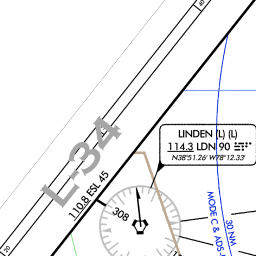 40
L-34
LINDEN (L) (L)
114.3 LDN 90
N38°51.26' W78°12.33'
110.8 ESL 45
308
30 NM
MODE C & ADS-
20